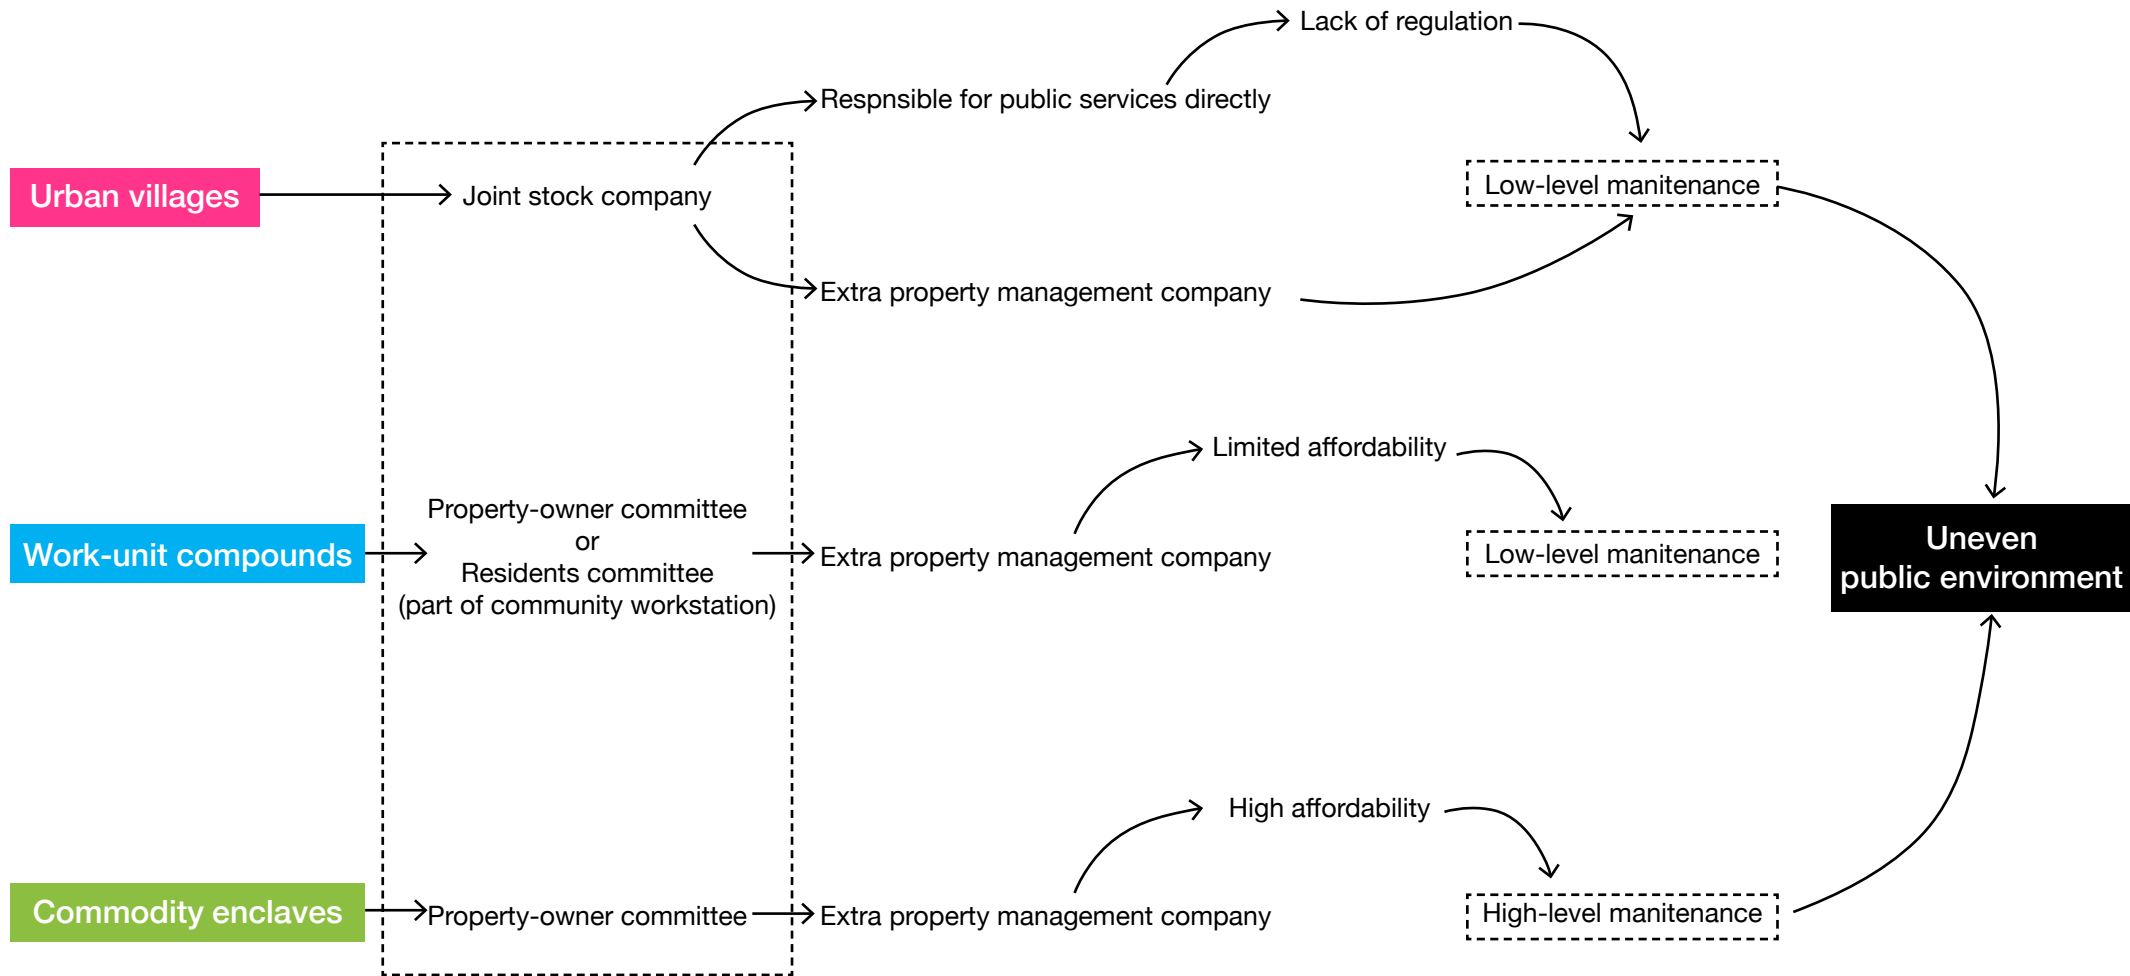 Lack of regulation
Respnsible for public services directly
Urban villages
Joint stock company
Low-level manitenance
Extra property management company
Limited affordability
Work-unit compounds
Property-owner committee
or
Residents committee
(part of community workstation)
Extra property management company
Low-level manitenance
Uneven
public environment
High affordability
Commodity enclaves
Property-owner committee
Extra property management company
High-level manitenance